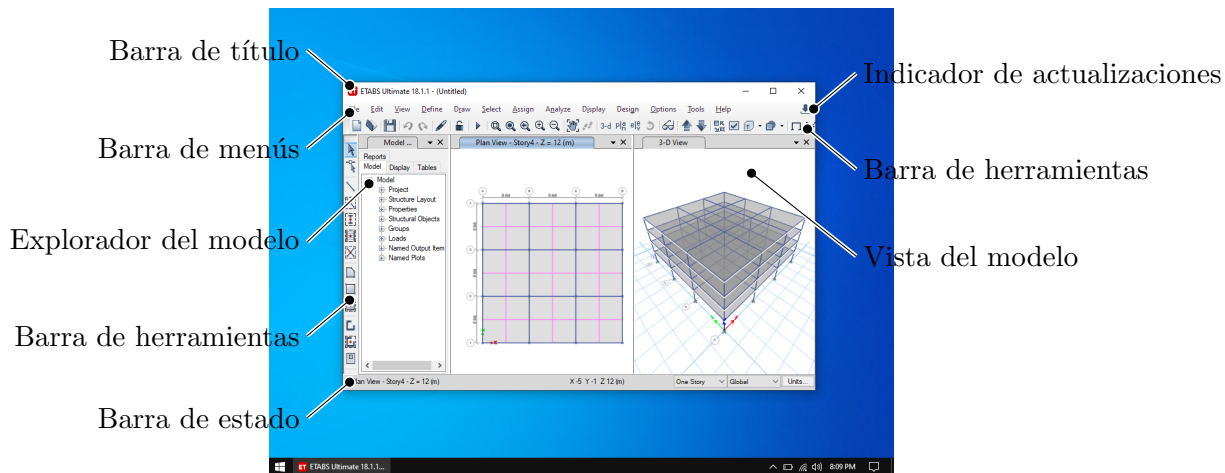 Barra de título
Barra de menús
Explorador del modelo
Barra de herramientas
Barra de estado
Indicador de actualizaciones
Barra de herramientas
Vista del modelo
ETABS Ultimate 18.1.1 - (Untitled)
Edit View Define Draw Select Assign Analyze Display Design Options Tools Help
3-d
Model ...
Plan View - Story4 - Z = 12 (m)
3-D View
Reports
Model Display Tables
Model
Project
Structure Layout
Properties
Structural Objects
Groups
Loads
Named Output Item
Named Plots
an View - Story4 - Z = 12 (m)
X -5 Y -1 Z 12 (m)
One Story
Global
Units...
ET ETABS Ultimate 18.1.1...
8:09 PM